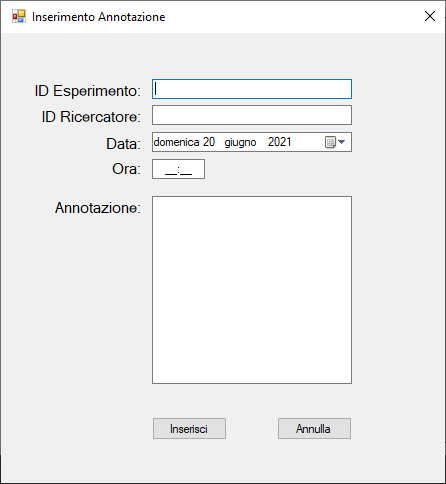 Inserimento Annotazione
ID Esperimento:
ID Ricercatore:
Data: domenica 20 giugno 2021
Ora: __:__
Annotazione:
Inserisci Annulla